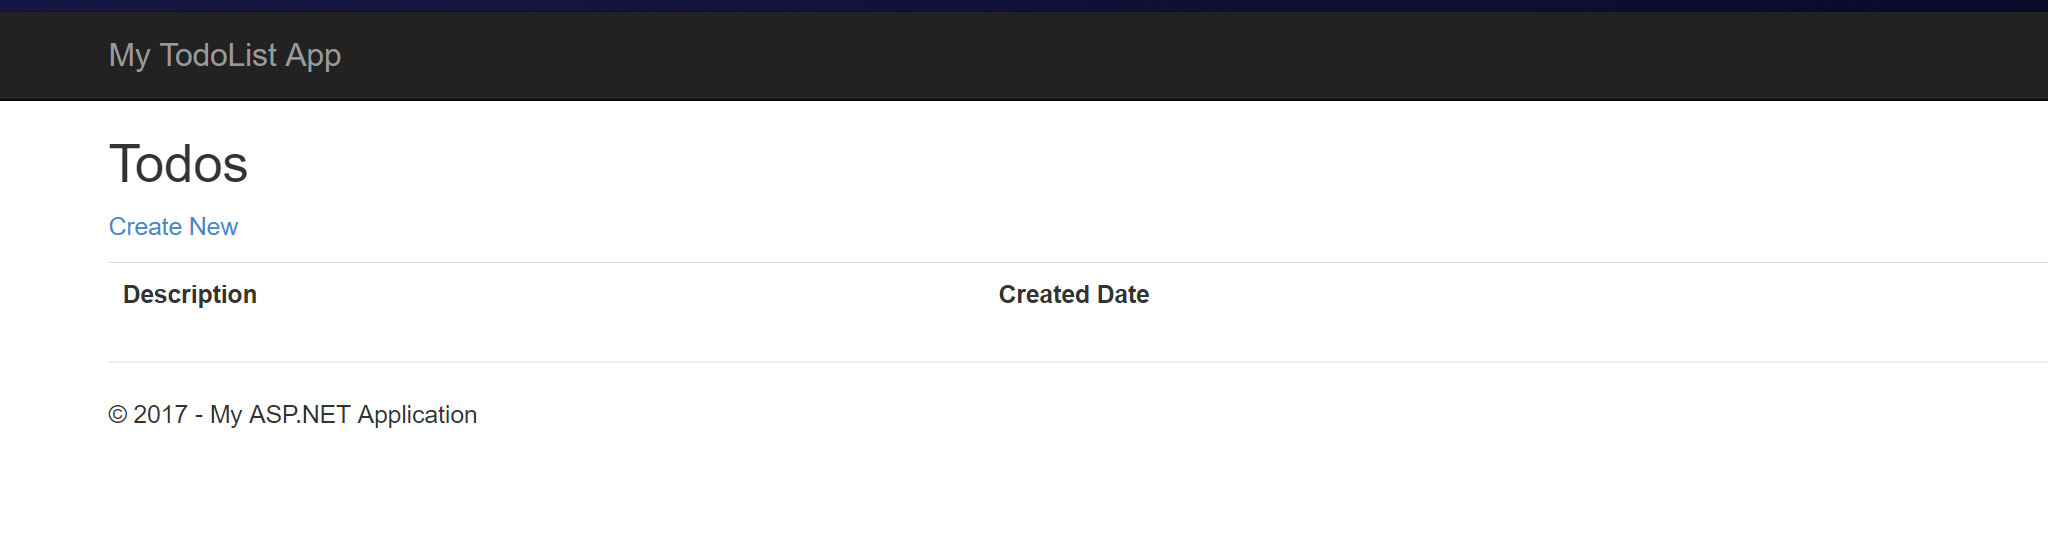 My TodoList App
Todos
Create New
Description Created Date
© 2017 - My ASP.NET Application